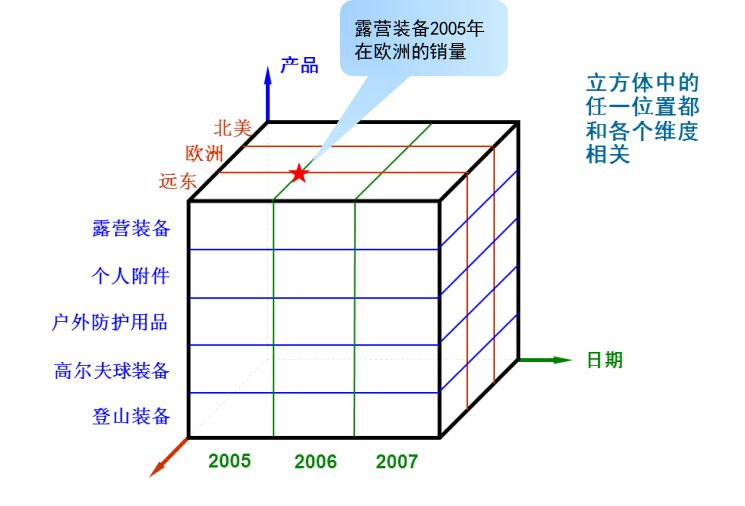 露营装备2005年
在欧洲的销量
产品
立方体中的
任一位置都
和各个维度
相关
北美
欧洲
远东
露营装备
个人附件
户外防护用品
高尔夫球装备
登山装备
日期
2005
2006
2007